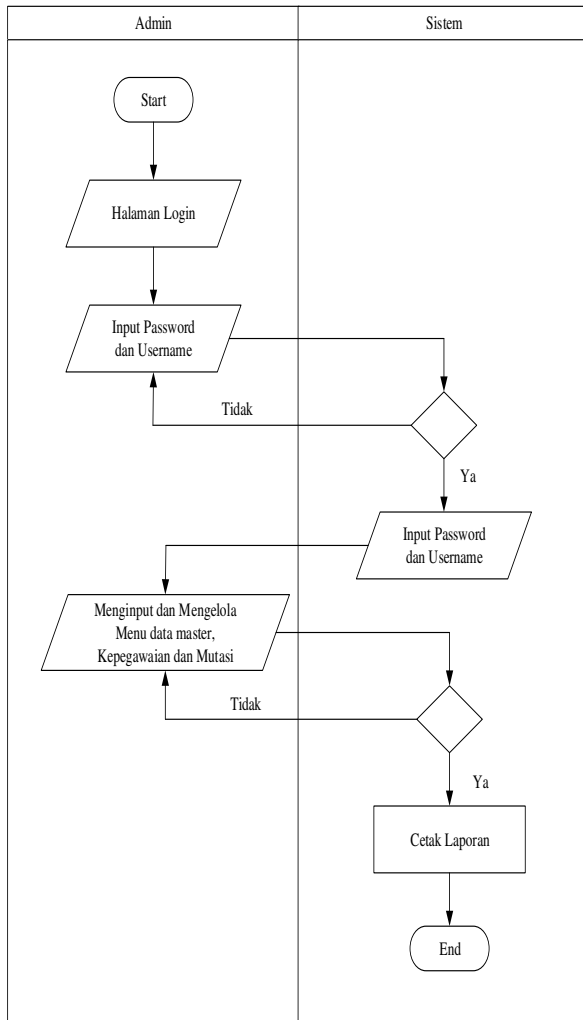 Admin
Sistem
Start
Halaman Login
Input Password
dan Username
Tidak
Ya
Input Password
dan Username
Menginput dan Mengelola
Menu data master,
Kepegawaian dan Mutasi
Tidak
Ya
Cetak Laporan
End